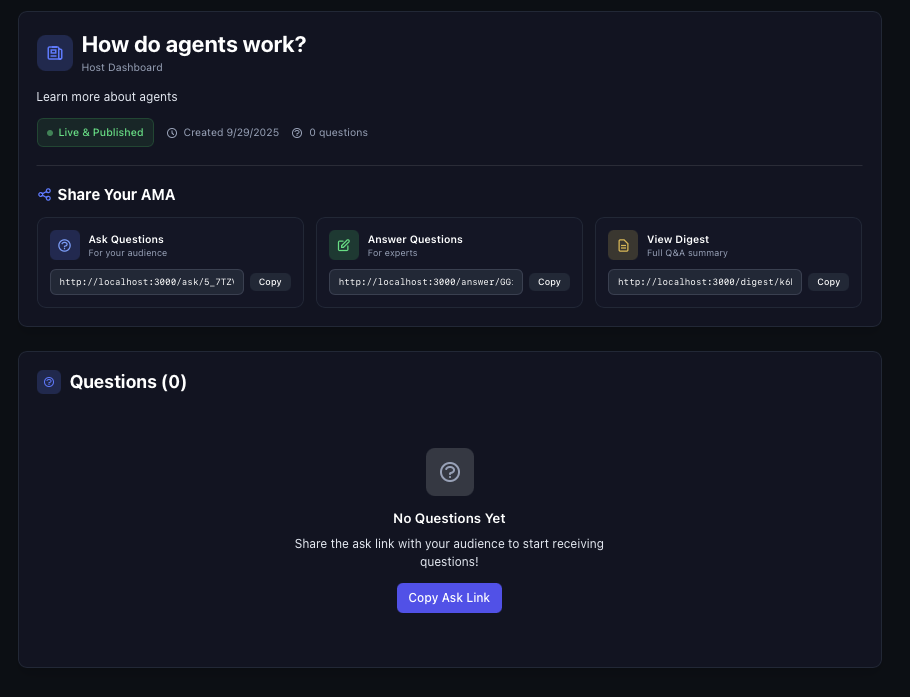 How do agents work?
Host Dashboard
Learn more about agents
Live & Published
Created 9/29/2025
0 questions
Share Your AMA
Ask Questions
For your audience
http://localhost:3000/ask/5_7TZ
Copy
Answer Questions
For experts
http://localhost:3000/answer/GG
Copy
View Digest
Full Q&A summary
http://localhost:3000/digest/k6
Copy
Questions (0)
No Questions Yet
Share the ask link with your audience to start receiving
questions!
Copy Ask Link